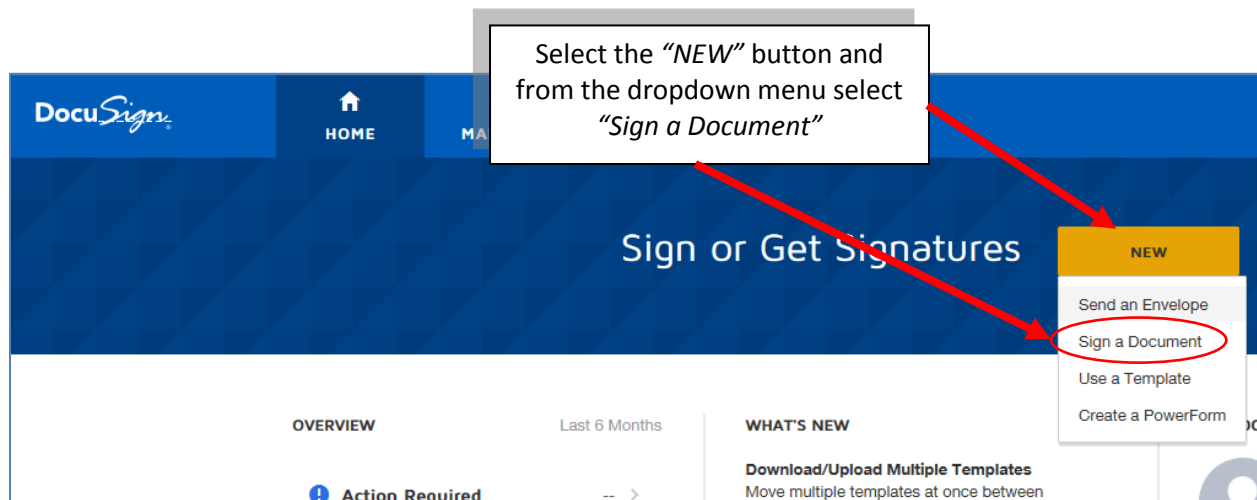 Select the “NEW” button and
from the dropdown menu select
“Sign a Document”
DocuSign
HOME
Sign or Get Signatures
NEW
Send an Envelope
Sign a Document
Use a Template
Create a PowerForm
OVERVIEW
Last 6 Months
WHAT'S NEW
Action Required
-- >
Download/Upload Multiple Templates
Move multiple templates at once between